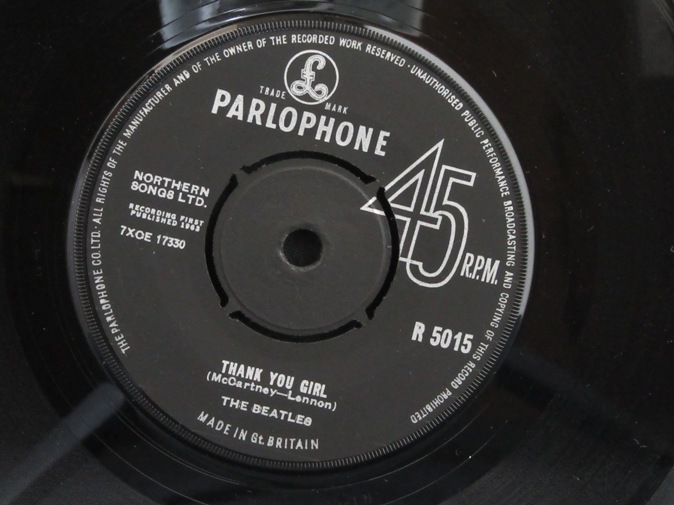 THE PARLOPHONE CO.LTD. · ALL RIGHTS OF THE MANUFACTURER AND OF THE OWNER OF THE RECORDED WORK RESERVED · UNAUTHORISED PUBLIC PERFORMANCE BROADCASTING AND COPYING OF THIS RECORD PROHIBITED
£
TRADE MARK
PARLOPHONE
45 R.P.M.
NORTHERN
SONGS LTD.
RECORDING FIRST
PUBLISHED 1963
7XOE 17330
R 5015
THANK YOU GIRL
(McCartney—Lennon)
THE BEATLES
MADE IN Gt. BRITAIN